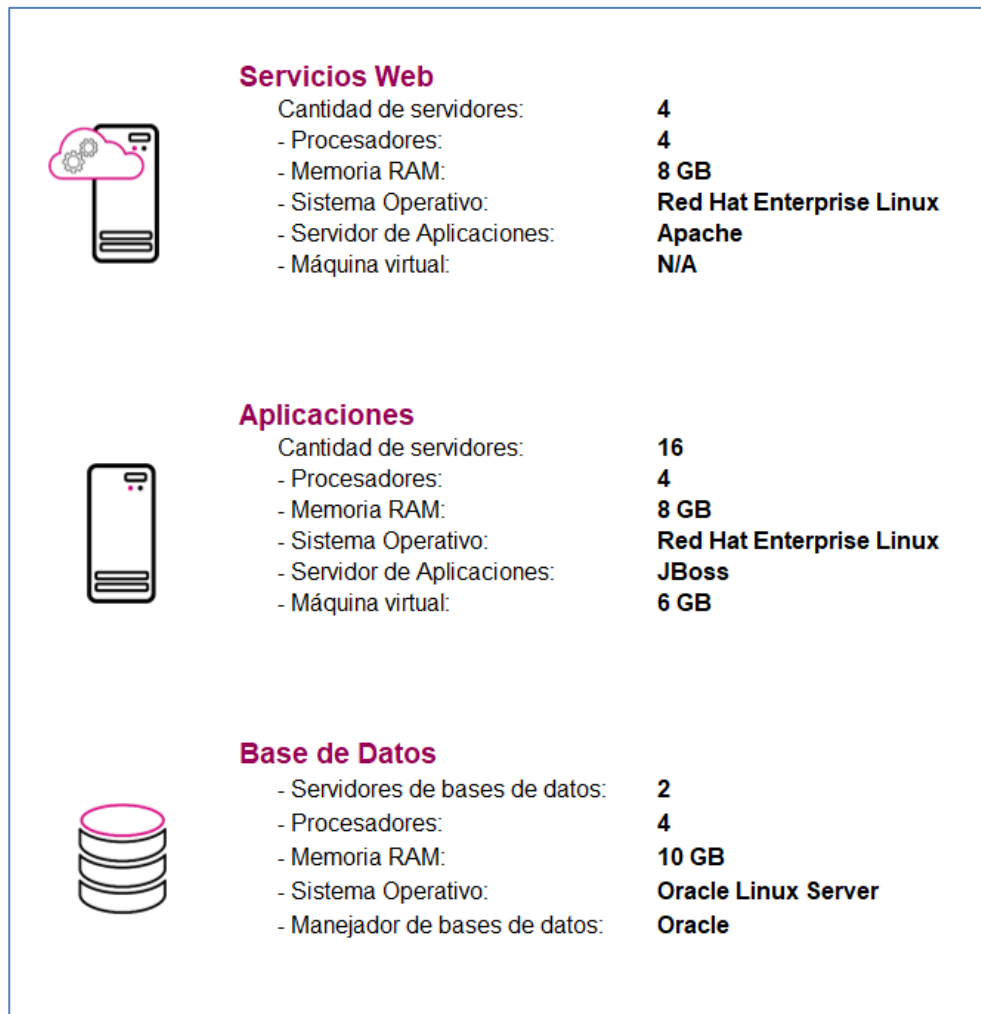 Servicios Web
Cantidad de servidores: 4
- Procesadores: 4
- Memoria RAM: 8 GB
- Sistema Operativo: Red Hat Enterprise Linux
- Servidor de Aplicaciones: Apache
- Máquina virtual: N/A
Aplicaciones
Cantidad de servidores: 16
- Procesadores: 4
- Memoria RAM: 8 GB
- Sistema Operativo: Red Hat Enterprise Linux
- Servidor de Aplicaciones: JBoss
- Máquina virtual: 6 GB
Base de Datos
- Servidores de bases de datos: 2
- Procesadores: 4
- Memoria RAM: 10 GB
- Sistema Operativo: Oracle Linux Server
- Manejador de bases de datos: Oracle